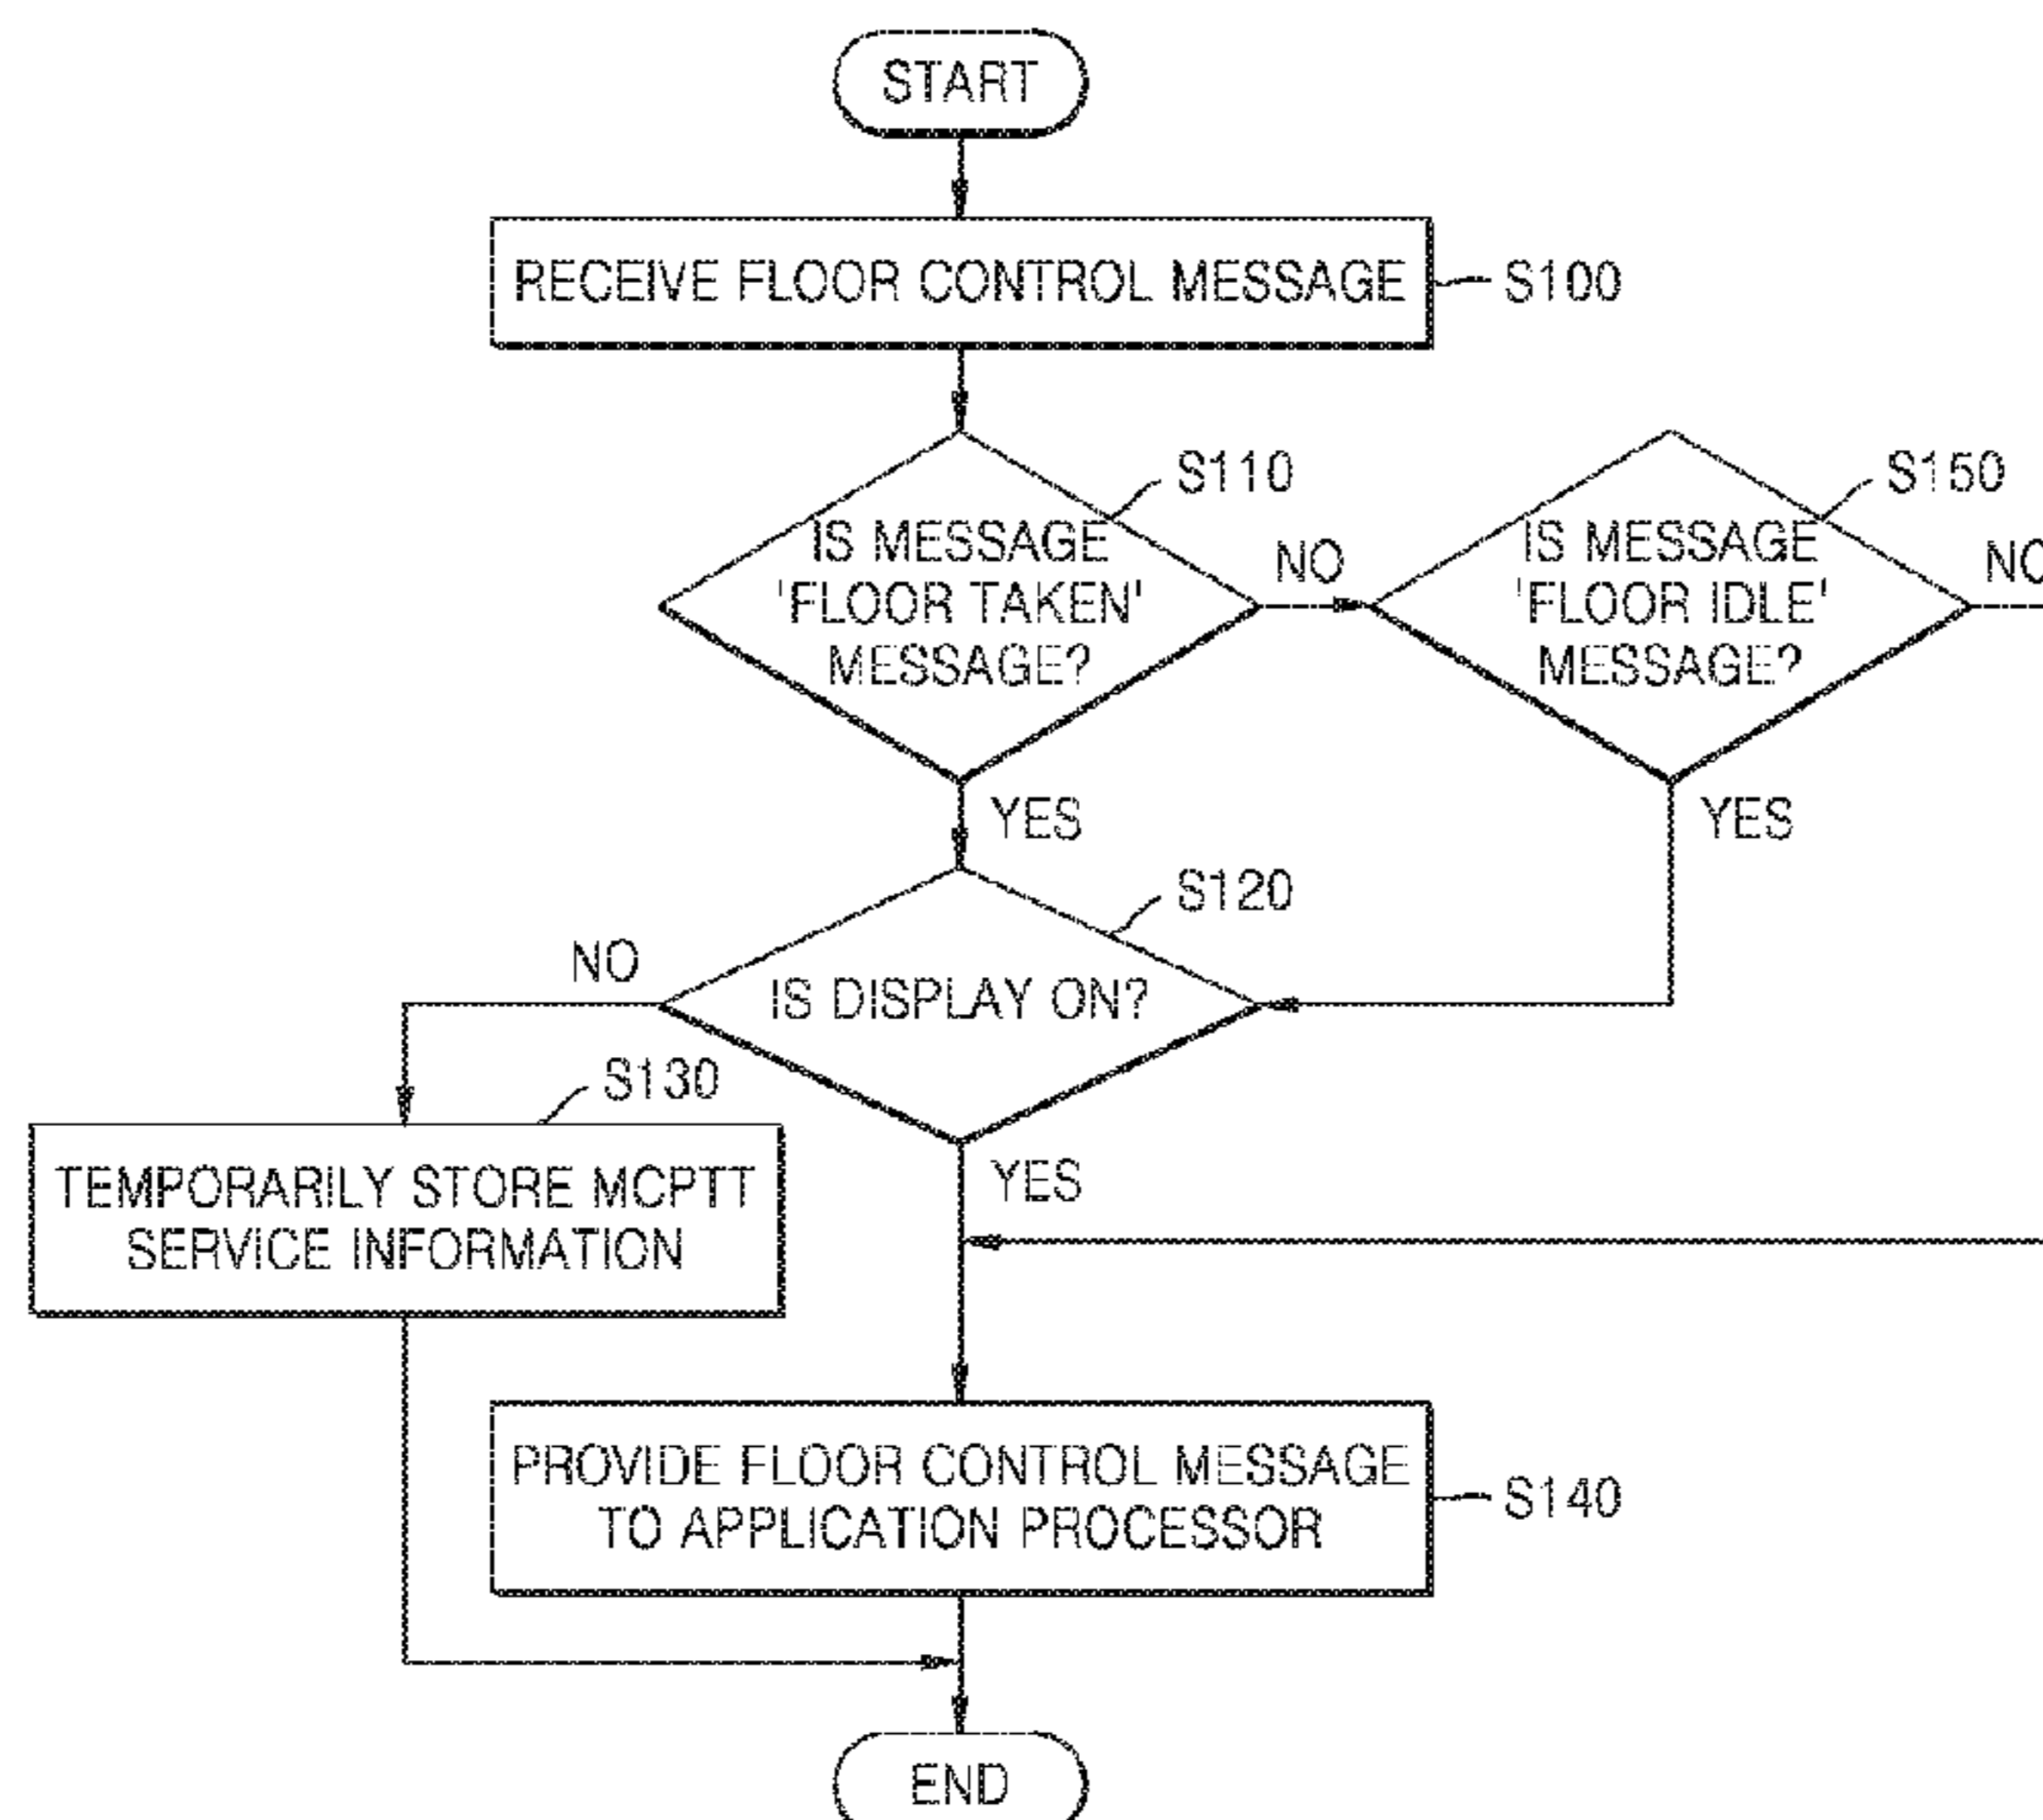 START
RECEIVE FLOOR CONTROL MESSAGE
S100
S110
IS MESSAGE
'FLOOR TAKEN'
MESSAGE?
NO
YES
S150
IS MESSAGE
'FLOOR IDLE'
MESSAGE?
NO
YES
S120
IS DISPLAY ON?
NO
YES
S130
TEMPORARILY STORE MCPTT
SERVICE INFORMATION
PROVIDE FLOOR CONTROL MESSAGE
TO APPLICATION PROCESSOR
S140
END